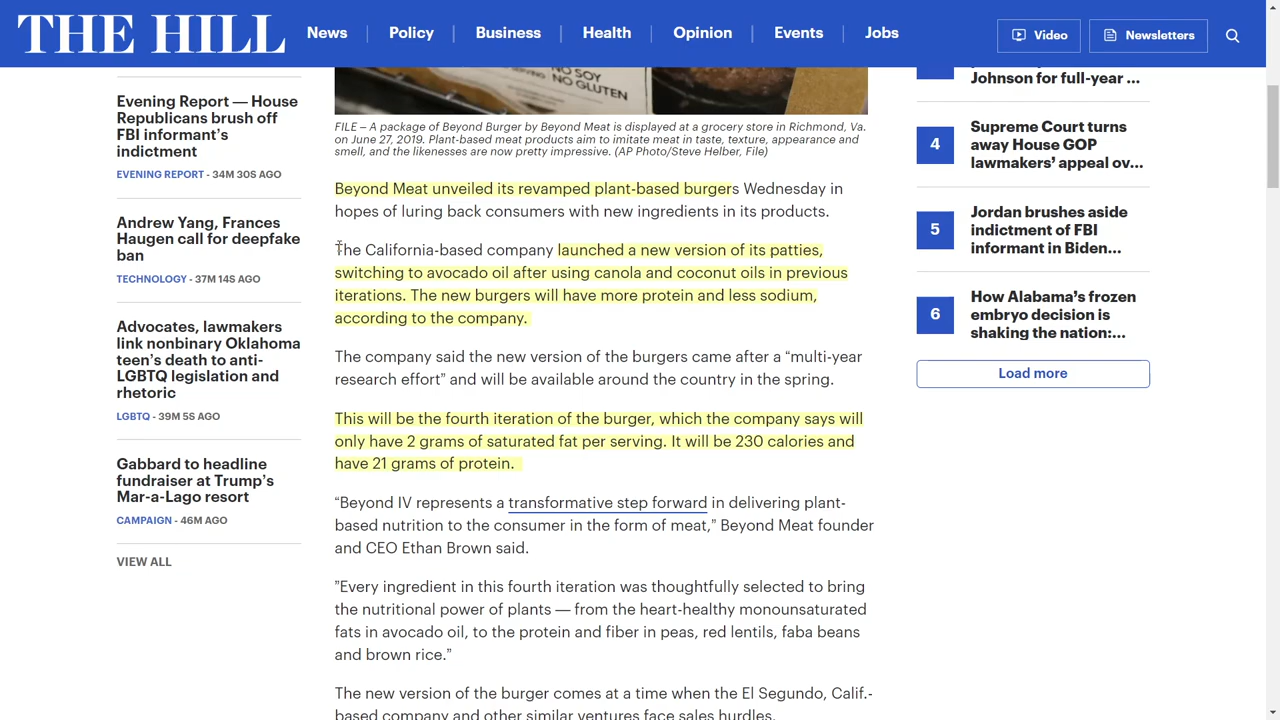 THE HILL
News
Policy
Business
Health
Opinion
Events
Jobs
Video
Newsletters
Evening Report — House
Republicans brush off
FBI informant's
indictment
EVENING REPORT - 34M 30S AGO
Andrew Yang, Frances
Haugen call for deepfake
ban
TECHNOLOGY - 37M 14S AGO
Advocates, lawmakers
link nonbinary Oklahoma
teen's death to anti-
LGBTQ legislation and
rhetoric
LGBTQ - 39M 5S AGO
Gabbard to headline
fundraiser at Trump's
Mar-a-Lago resort
CAMPAIGN - 46M AGO
VIEW ALL
NO SOY
NO GLUTEN
FILE – A package of Beyond Burger by Beyond Meat is displayed at a grocery store in Richmond, Va.
on June 27, 2019. Plant-based meat products aim to imitate meat in taste, texture, appearance and
smell, and the likenesses are now pretty impressive. (AP Photo/Steve Helber, File)
Beyond Meat unveiled its revamped plant-based burgers Wednesday in
hopes of luring back consumers with new ingredients in its products.
The California-based company launched a new version of its patties,
switching to avocado oil after using canola and coconut oils in previous
iterations. The new burgers will have more protein and less sodium,
according to the company.
The company said the new version of the burgers came after a “multi-year
research effort” and will be available around the country in the spring.
This will be the fourth iteration of the burger, which the company says will
only have 2 grams of saturated fat per serving. It will be 230 calories and
have 21 grams of protein.
“Beyond IV represents a transformative step forward in delivering plant-
based nutrition to the consumer in the form of meat,” Beyond Meat founder
and CEO Ethan Brown said.
”Every ingredient in this fourth iteration was thoughtfully selected to bring
the nutritional power of plants — from the heart-healthy monounsaturated
fats in avocado oil, to the protein and fiber in peas, red lentils, faba beans
and brown rice.”
The new version of the burger comes at a time when the El Segundo, Calif.-
based company and other similar ventures face sales hurdles.
Johnson for full-year ...
4
Supreme Court turns
away House GOP
lawmakers' appeal ov...
5
Jordan brushes aside
indictment of FBI
informant in Biden...
6
How Alabama's frozen
embryo decision is
shaking the nation:...
Load more